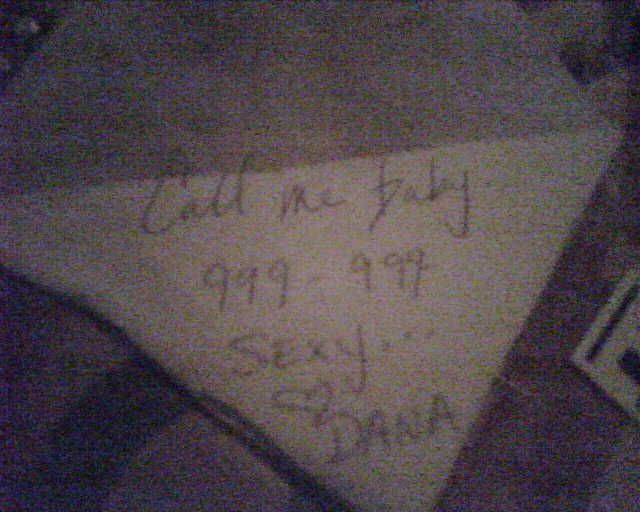 Call me baby
999-999
SEXY...
♡ DANA